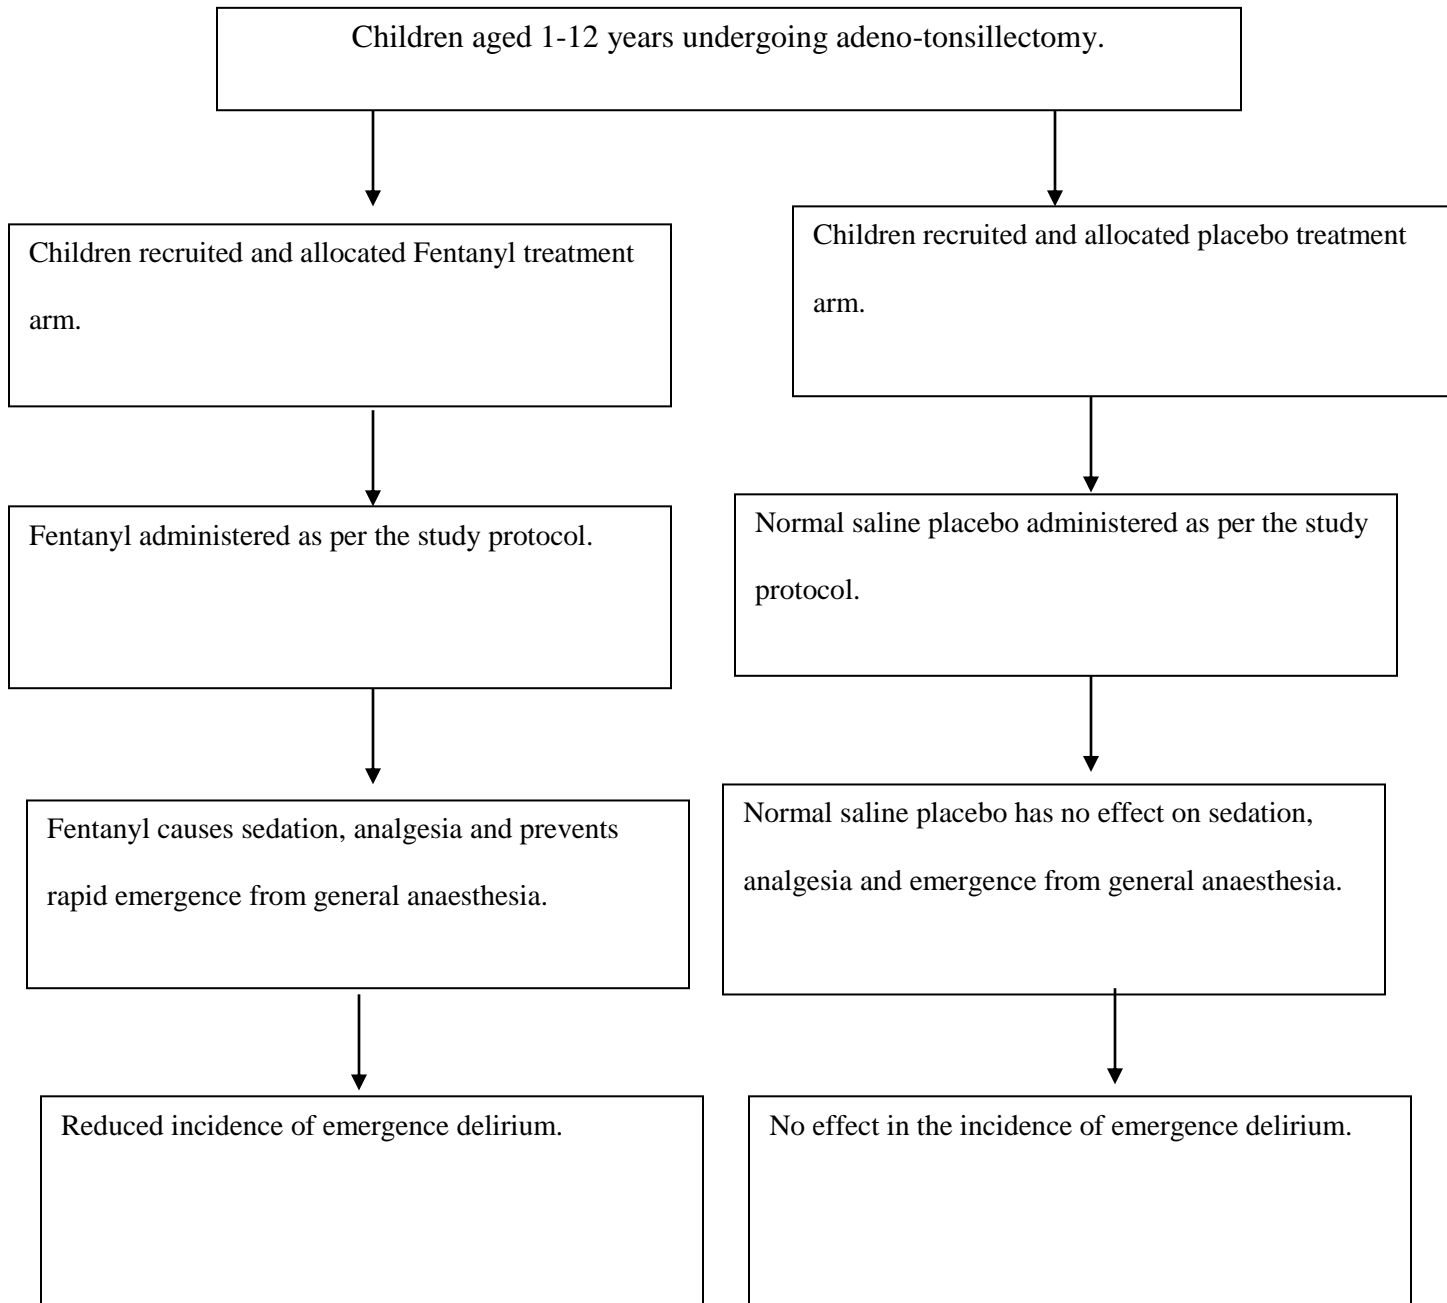 Children aged 1-12 years undergoing adeno-tonsillectomy.
Children recruited and allocated Fentanyl treatment
arm.
Children recruited and allocated placebo treatment
arm.
Fentanyl administered as per the study protocol.
Normal saline placebo administered as per the study
protocol.
Fentanyl causes sedation, analgesia and prevents
rapid emergence from general anaesthesia.
Normal saline placebo has no effect on sedation,
analgesia and emergence from general anaesthesia.
Reduced incidence of emergence delirium.
No effect in the incidence of emergence delirium.